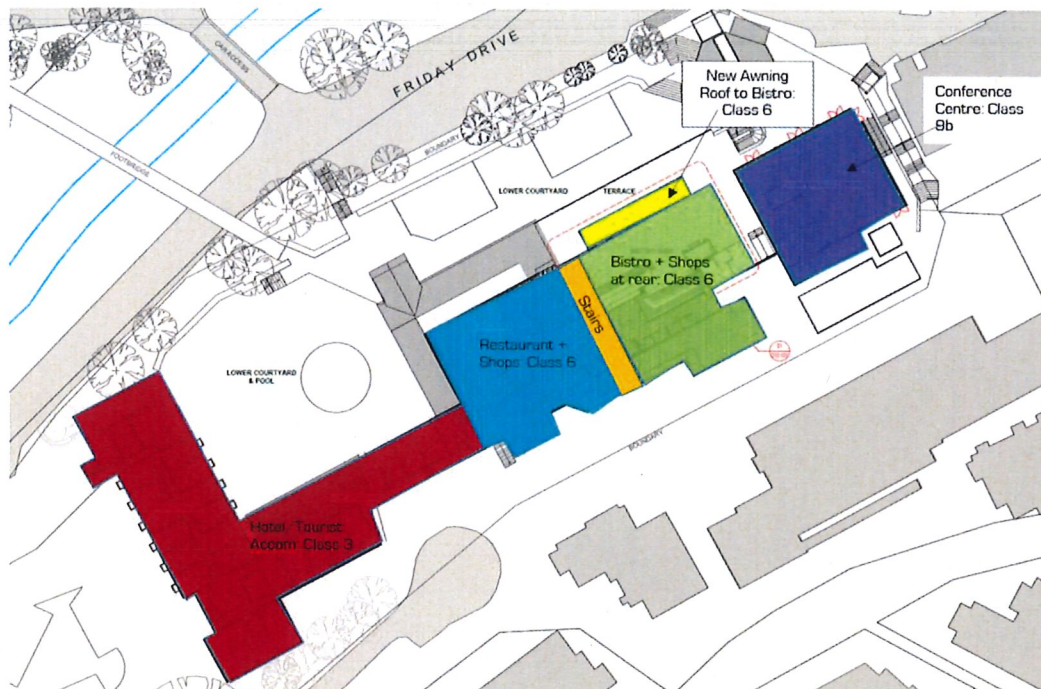 CAR ACCESS
FRIDAY DRIVE
FOOTBRIDGE
BOUNDARY
New Awning
Roof to Bistro:
Class 6
Conference
Centre: Class
9b
LOWER COURTYARD
TERRACE
Bistro + Shops
at rear: Class 6
Stairs
Restaurant +
Shops: Class 6
LOWER COURTYARD
& POOL
BOUNDARY
Hotel, Tourist
Accom: Class 3